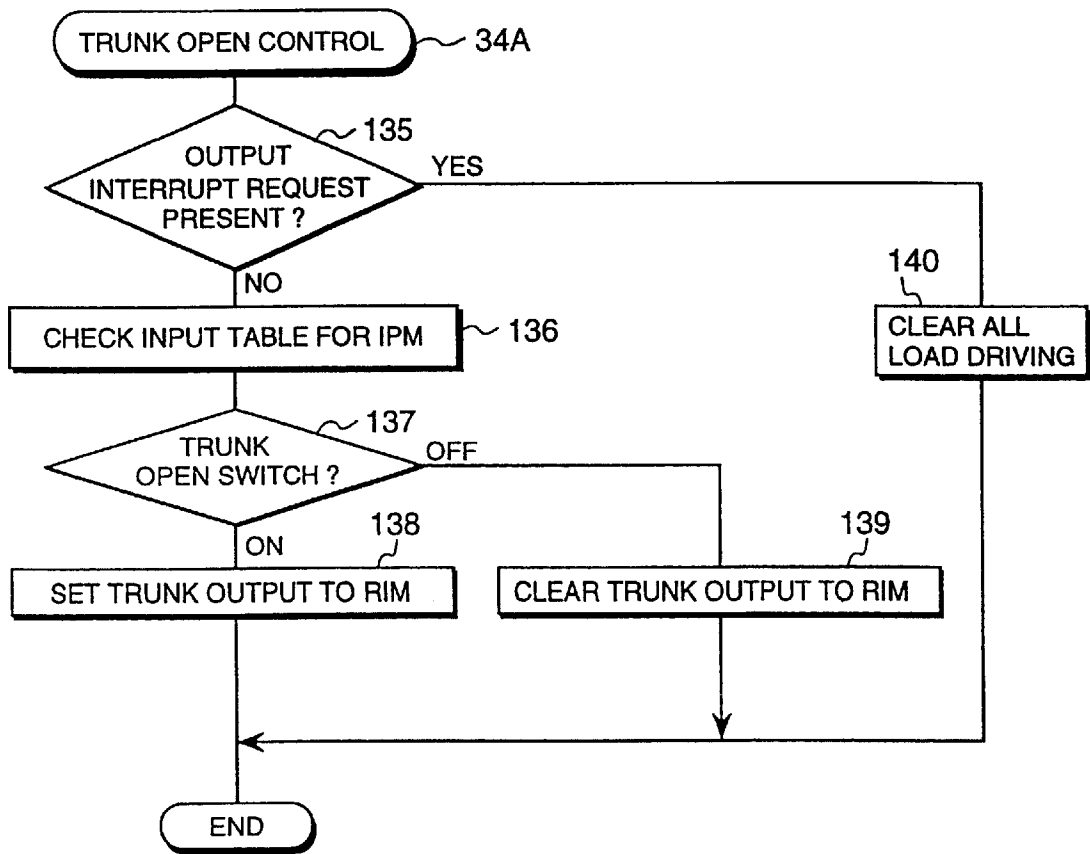 TRUNK OPEN CONTROL
34A
135
OUTPUT
INTERRUPT REQUEST
PRESENT ?
YES
NO
140
CLEAR ALL
LOAD DRIVING
CHECK INPUT TABLE FOR IPM
136
137
TRUNK
OPEN SWITCH ?
OFF
ON
138
SET TRUNK OUTPUT TO RIM
139
CLEAR TRUNK OUTPUT TO RIM
END